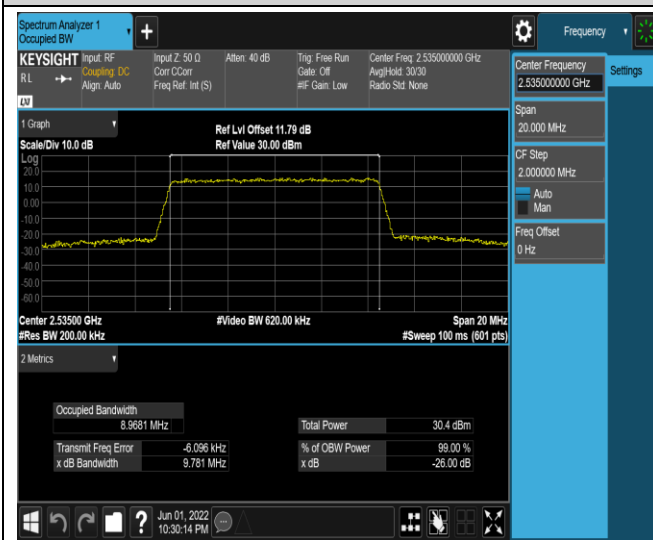 Spectrum Analyzer 1
Occupied BW
+
Frequency
KEYSIGHT Input: RF Input Z: 50 Ω Atten: 40 dB Trig: Free Run Center Freq: 2.535000000 GHz
RL Coupling: DC Corr CCorr Gate: Off Avg|Hold: 30/30
Align: Auto Freq Ref: Int (S) #IF Gain: Low Radio Std: None
LXI
Center Frequency
2.535000000 GHz
Settings
Span
20.000 MHz
CF Step
2.000000 MHz
Auto
Man
Freq Offset
0 Hz
1 Graph
Ref Lvl Offset 11.79 dB
Scale/Div 10.0 dB Ref Value 30.00 dBm
Log
20.0
10.0
0.00
-10.0
-20.0
-30.0
-50.0
-60.0
Center 2.53500 GHz #Video BW 620.00 kHz Span 20 MHz
#Res BW 200.00 kHz #Sweep 100 ms (601 pts)
2 Metrics
Occupied Bandwidth
8.9681 MHz Total Power 30.4 dBm
Transmit Freq Error -6.096 kHz % of OBW Power 99.00 %
x dB Bandwidth 9.781 MHz x dB -26.00 dB
? Jun 01, 2022
10:30:14 PM